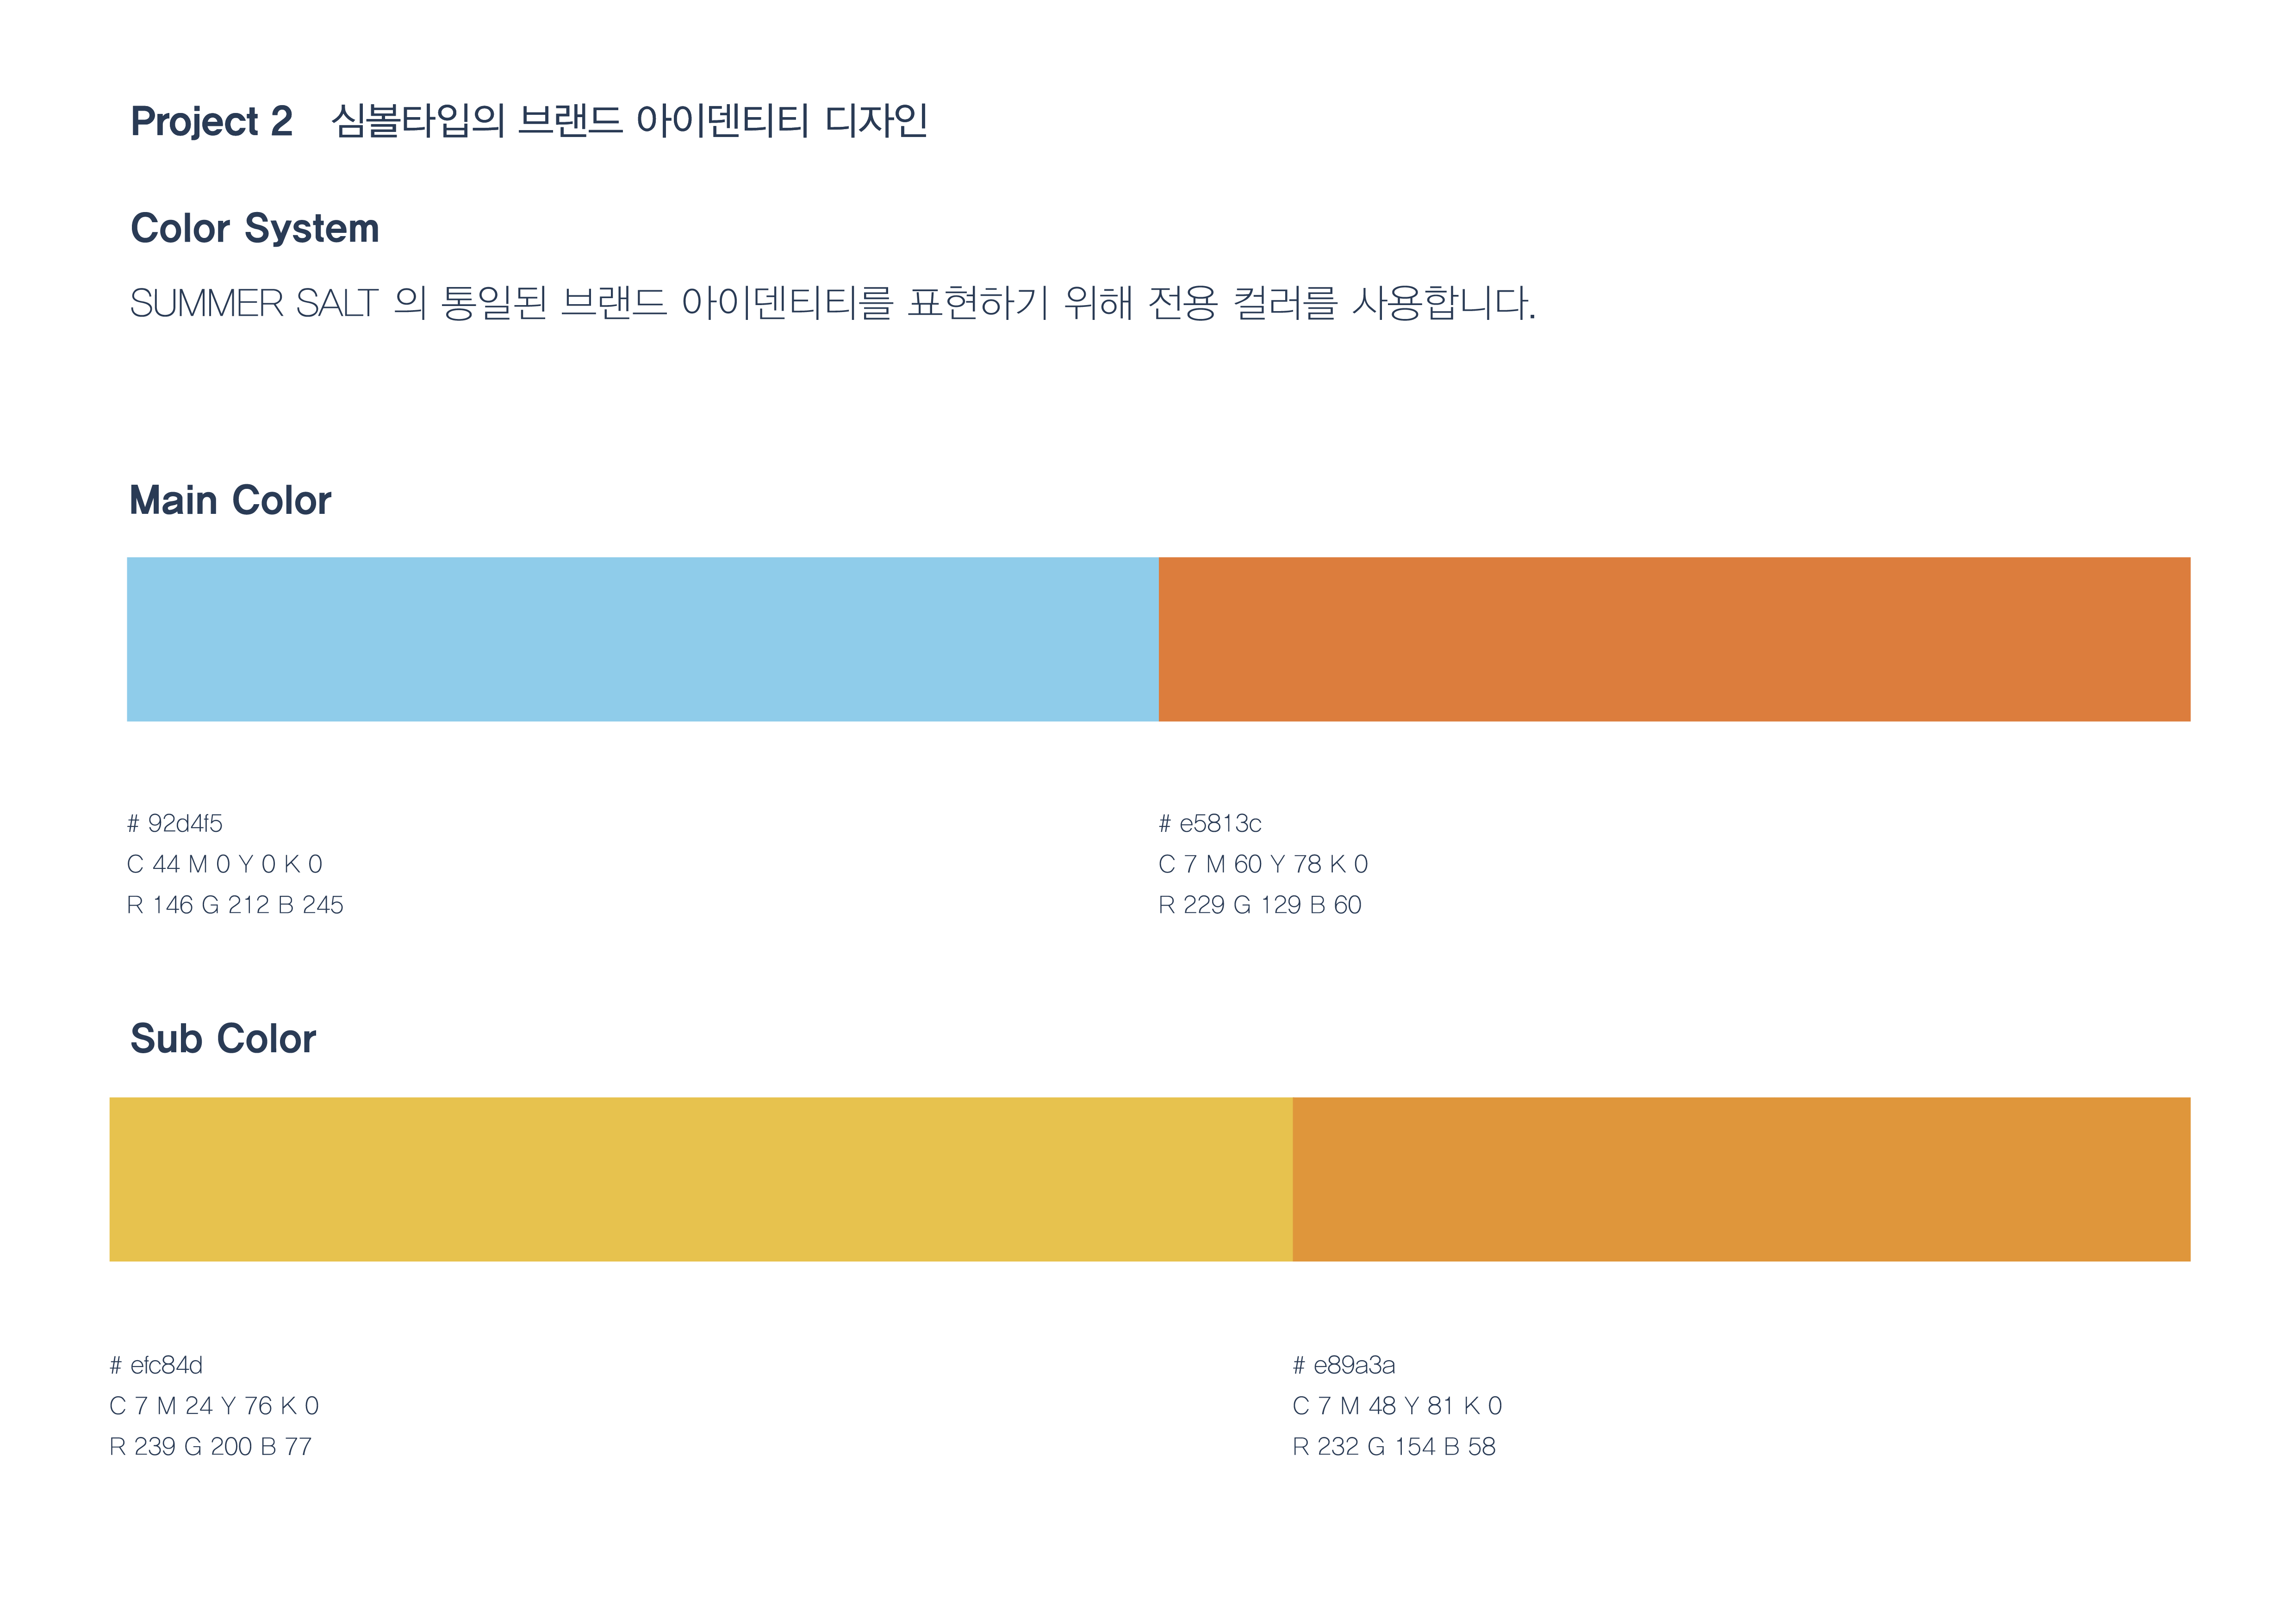 Project 2 심볼타입의 브랜드 아이덴티티 디자인
Color System
SUMMER SALT 의 통일된 브랜드 아이덴티티를 표현하기 위해 전용 컬러를 사용합니다.
Main Color
# 92d4f5
C 44 M 0 Y 0 K 0
R 146 G 212 B 245
# e5813c
C 7 M 60 Y 78 K 0
R 229 G 129 B 60
Sub Color
# efc84d
C 7 M 24 Y 76 K 0
R 239 G 200 B 77
# e89a3a
C 7 M 48 Y 81 K 0
R 232 G 154 B 58